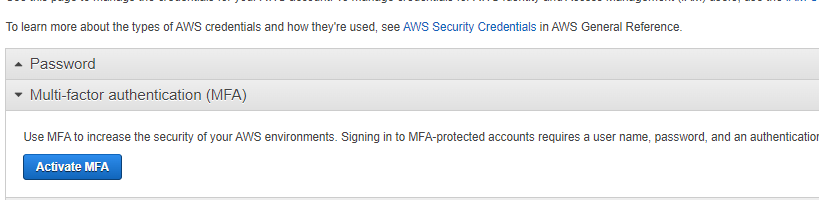 To learn more about the types of AWS credentials and how they're used, see AWS Security Credentials in AWS General Reference.
Password
Multi-factor authentication (MFA)
Use MFA to increase the security of your AWS environments. Signing in to MFA-protected accounts requires a user name, password, and an authentication
Activate MFA